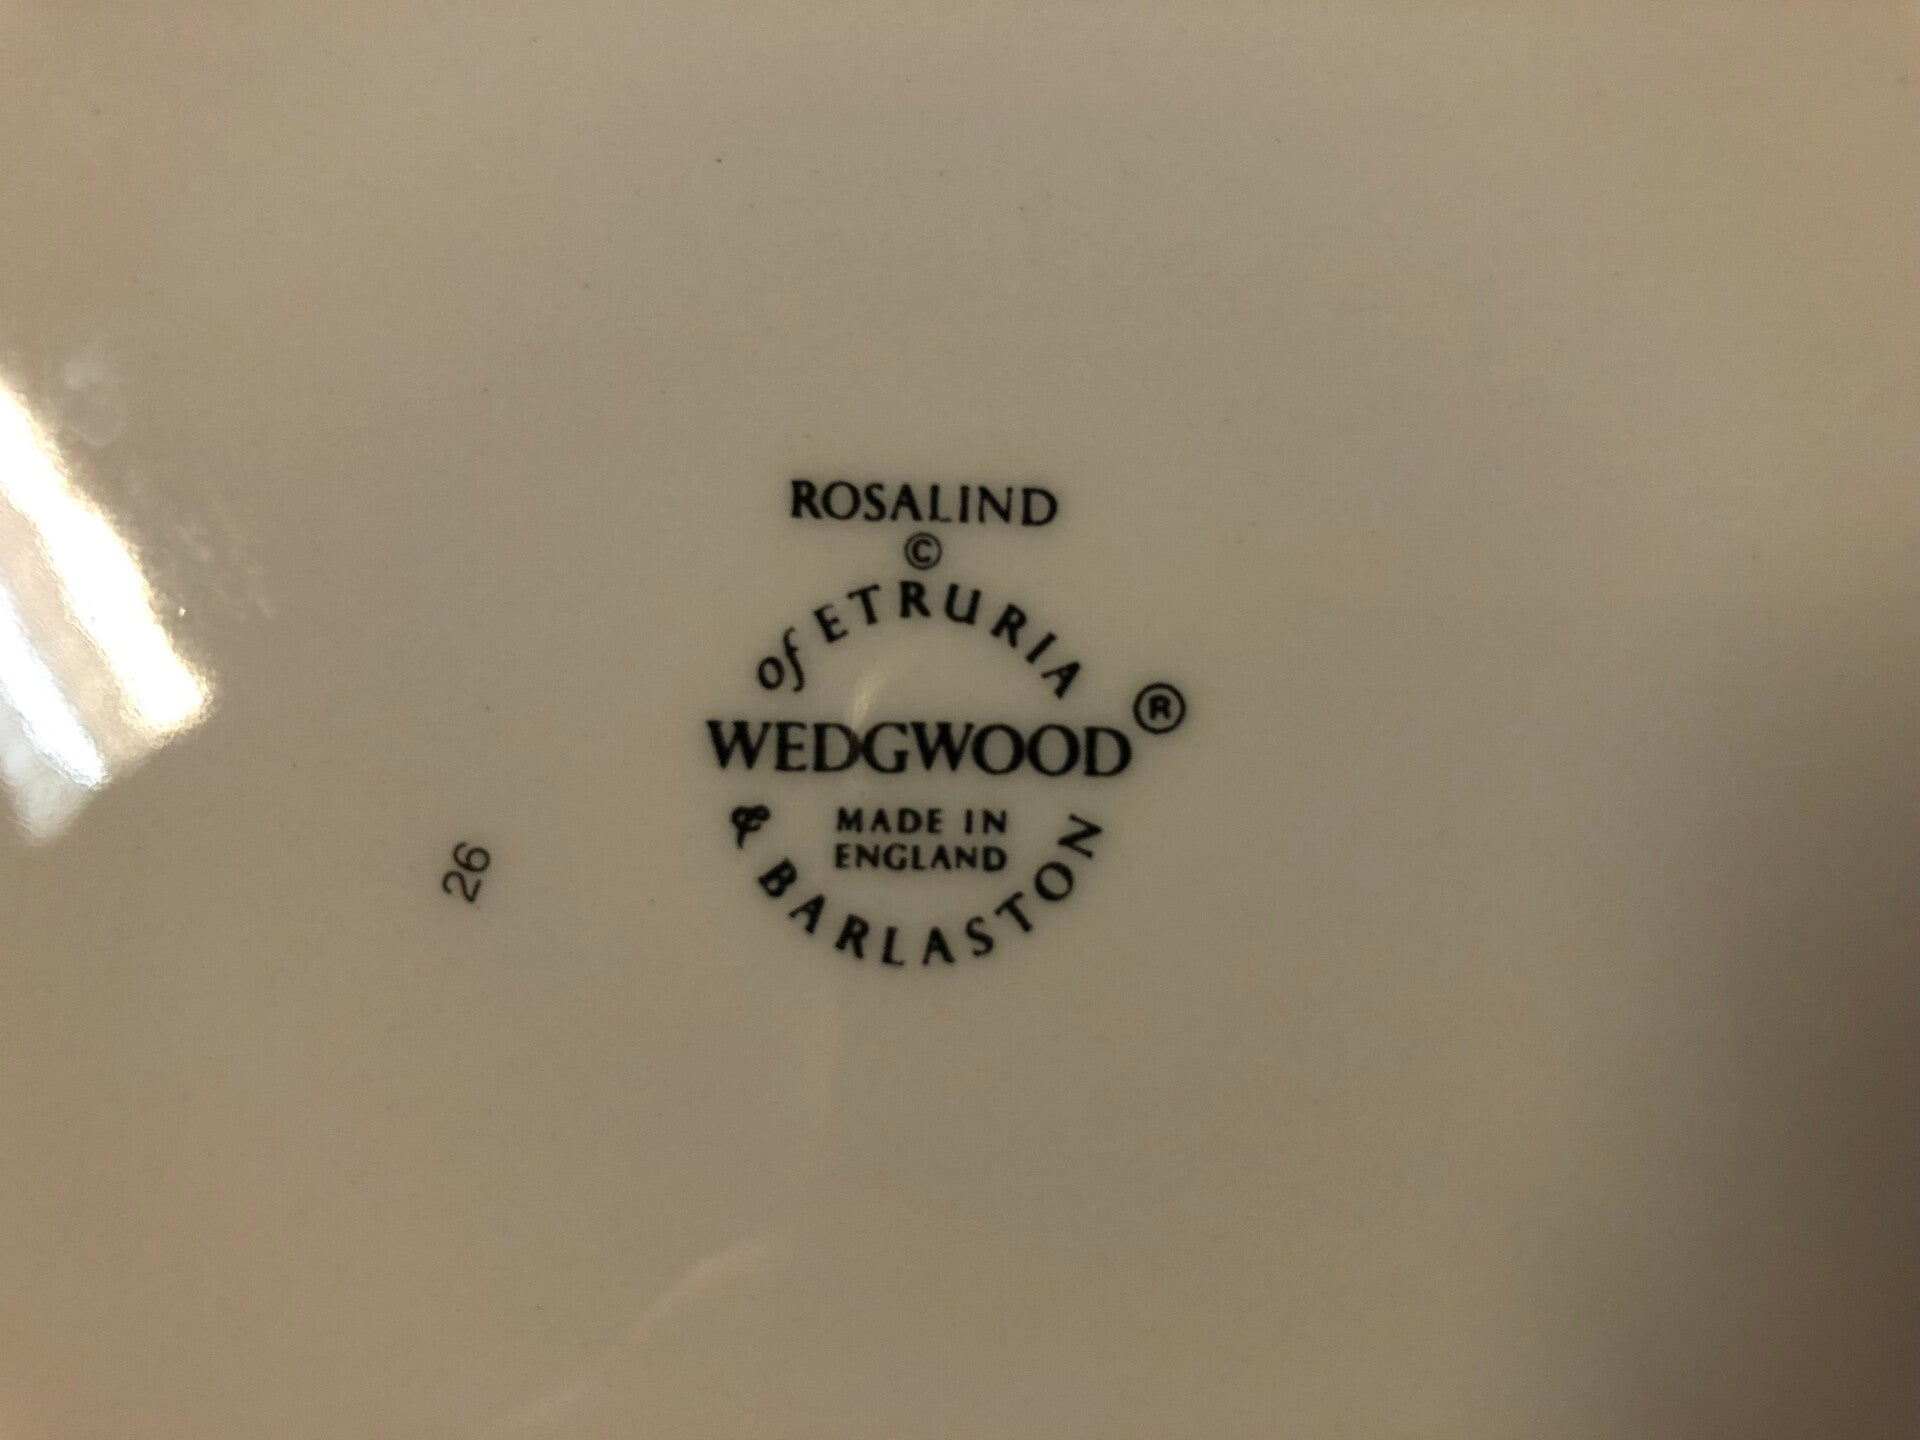 ROSALIND
©
of ETRURIA
WEDGWOOD®
MADE IN
ENGLAND
& BARLASTON
26